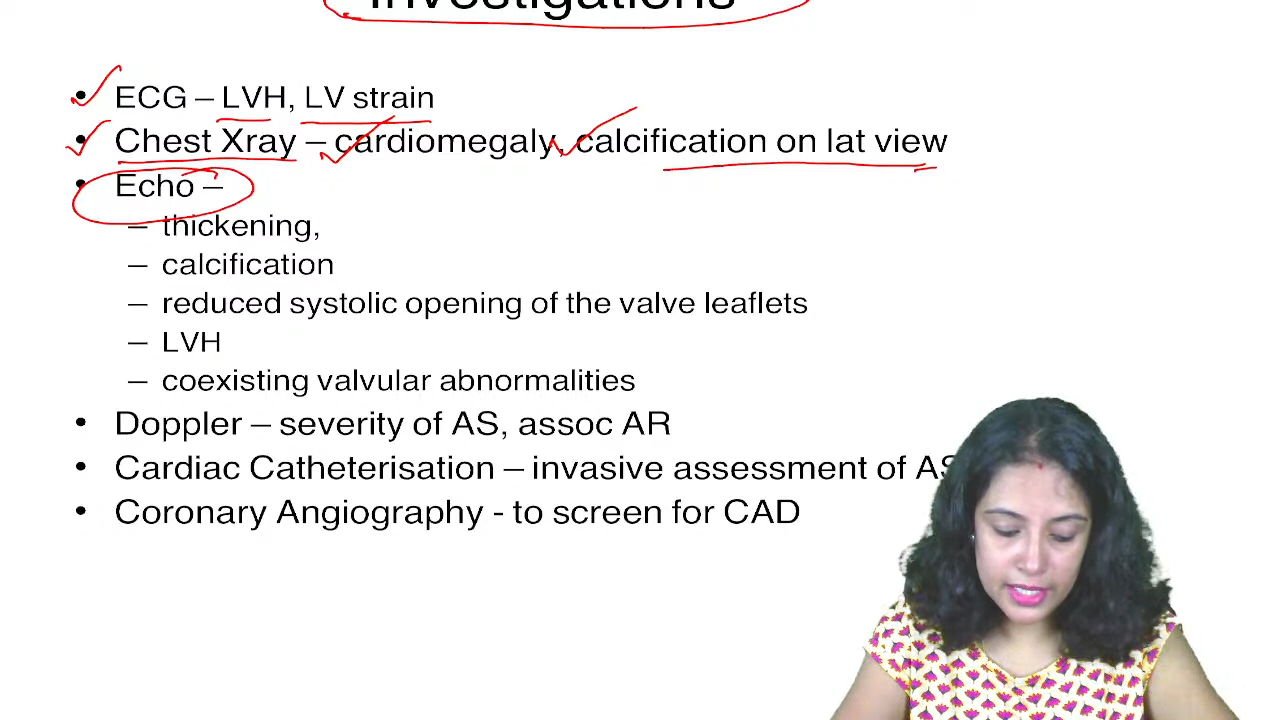 Investigations
• ECG – LVH, LV strain
• Chest Xray – cardiomegaly, calcification on lat view
• Echo –
– thickening,
– calcification
– reduced systolic opening of the valve leaflets
– LVH
– coexisting valvular abnormalities
• Doppler – severity of AS, assoc AR
• Cardiac Catheterisation – invasive assessment of AS
• Coronary Angiography - to screen for CAD